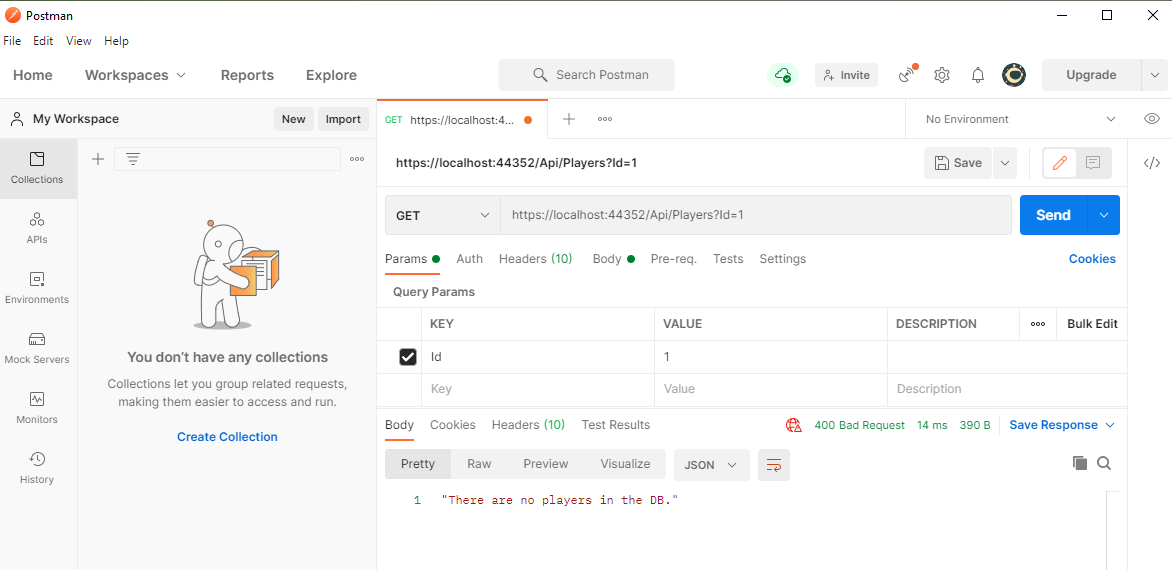 Postman
File Edit View Help
Home Workspaces Reports Explore Search Postman Invite Upgrade
My Workspace New Import GET https://localhost:4... No Environment
Collections
APIs
Environments
Mock Servers
Monitors
History
You don't have any collections
Collections let you group related requests,
making them easier to access and run.
Create Collection
https://localhost:44352/Api/Players?Id=1 Save
GET https://localhost:44352/Api/Players?Id=1 Send
Params Auth Headers (10) Body Pre-req. Tests Settings Cookies
Query Params
KEY VALUE DESCRIPTION Bulk Edit
Id 1
Key Value Description
Body Cookies Headers (10) Test Results 400 Bad Request 14 ms 390 B Save Response
Pretty Raw Preview Visualize JSON
1 "There are no players in the DB."